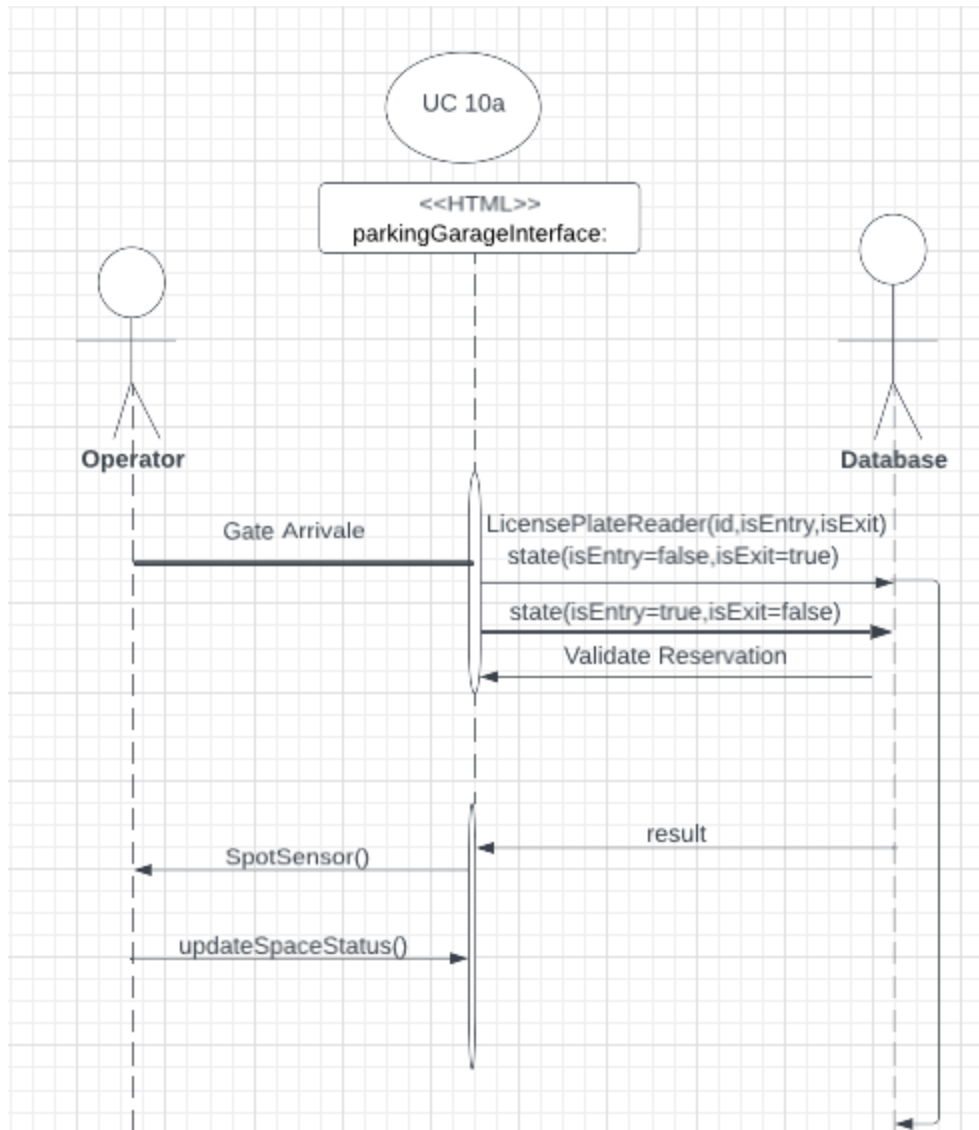 UC 10a
<<HTML>>
parkingGarageInterface:
Operator
Database
Gate Arrivale
LicensePlateReader(id,isEntry,isExit)
state(isEntry=false,isExit=true)
state(isEntry=true,isExit=false)
Validate Reservation
result
SpotSensor()
updateSpaceStatus()